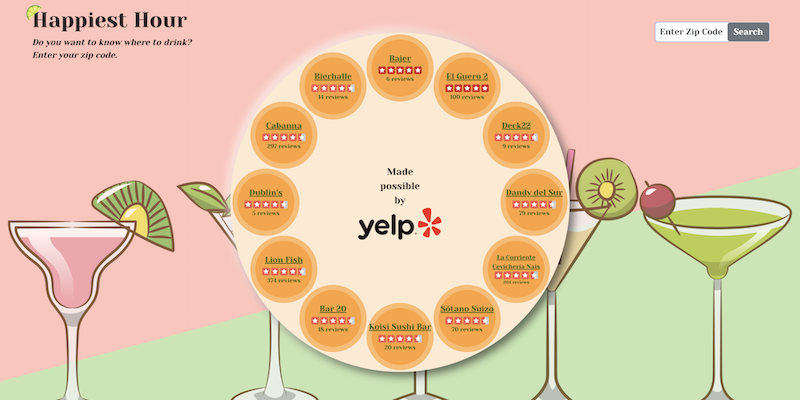 Happiest Hour
Do you want to know where to drink?
Enter your zip code.
Enter Zip Code
Search
Bajer
6 reviews
El Guero 2
100 reviews
Deck22
9 reviews
Dandy del Sur
79 reviews
La Corriente
Cevicheria Nais
304 reviews
Sótano Suizo
70 reviews
Koisi Sushi Bar
20 reviews
Bar 20
18 reviews
Lion Fish
374 reviews
Dublin's
5 reviews
Cabanna
297 reviews
Bierhalle
14 reviews
Made
possible
by
yelp